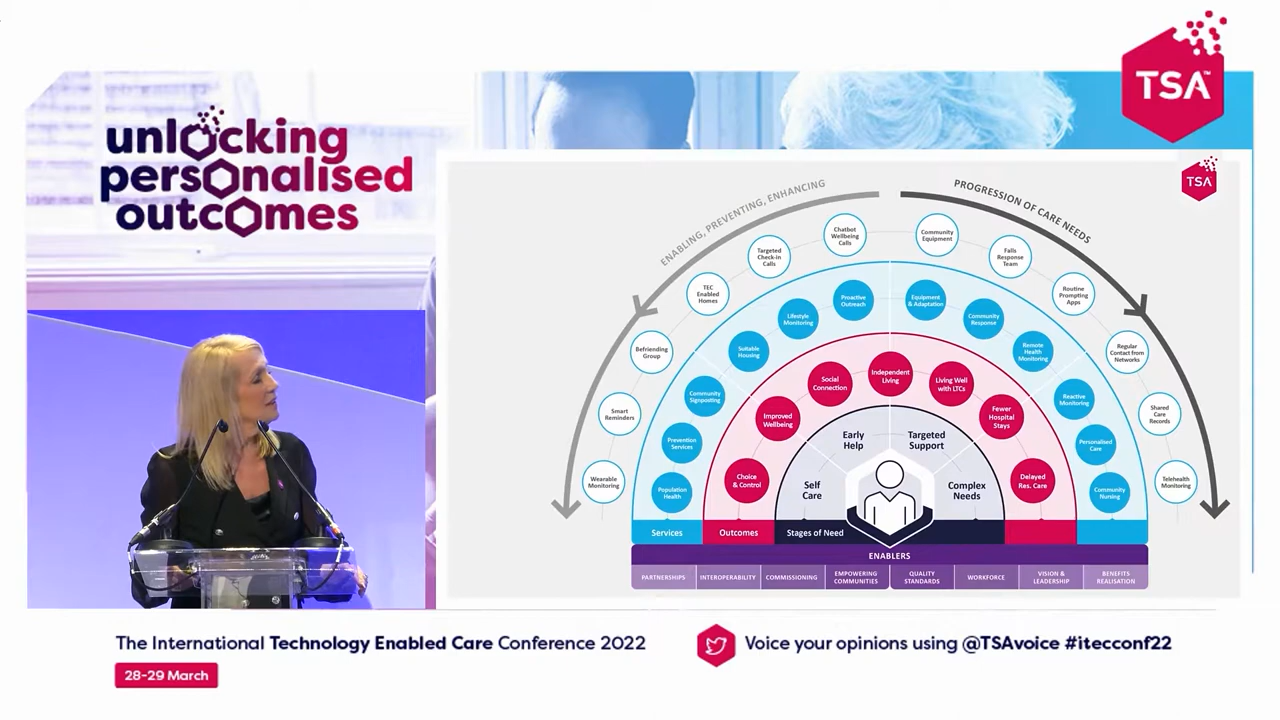 unlocking
personalised
outcomes
TSA™
TSA
ENABLING, PREVENTING, ENHANCING
PROGRESSION OF CARE NEEDS
Chatbot
Wellbeing
Calls
Community
Equipment
Targeted
Check-in
Calls
Falls
Response
Team
TEC
Enabled
Homes
Routine
Prompting
Apps
Befriending
Group
Regular
Contact from
Networks
Smart
Reminders
Shared
Care
Records
Wearable
Monitoring
Telehealth
Monitoring
Proactive
Outreach
Equipment
& Adaptation
Lifestyle
Monitoring
Community
Response
Suitable
Housing
Remote
Health
Monitoring
Community
Signposting
Reactive
Monitoring
Prevention
Services
Personalised
Care
Population
Health
Community
Nursing
Independent
Living
Social
Connection
Living Well
with LTCs
Improved
Wellbeing
Fewer
Hospital
Stays
Choice
& Control
Delayed
Res. Care
Early
Help
Targeted
Support
Self
Care
Complex
Needs
Services
Outcomes
Stages of Need
ENABLERS
PARTNERSHIPS
INTEROPERABILITY
COMMISSIONING
EMPOWERING
COMMUNITIES
QUALITY
STANDARDS
WORKFORCE
VISION &
LEADERSHIP
BENEFITS
REALISATION
The International Technology Enabled Care Conference 2022
28-29 March
Voice your opinions using @TSAvoice #itecconf22